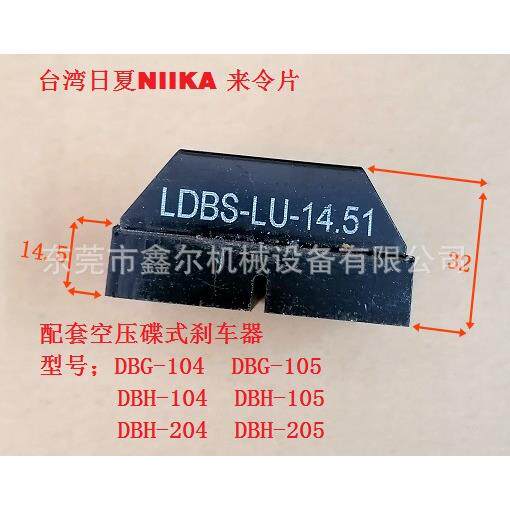 台湾日夏NIIKA 来令片
LDBS-LU-14.51
14.5
32
东莞市鑫尔机械设备有限公司
配套空压碟式刹车器
型号；DBG-104 DBG-105
DBH-104 DBH-105
DBH-204 DBH-205